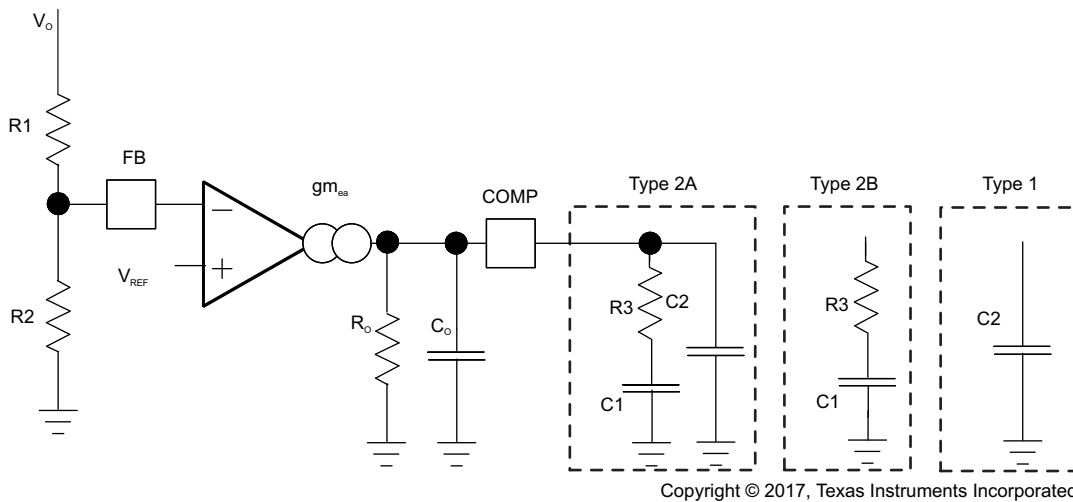 Vₒ
R1
FB
gmₑₐ
COMP
Type 2A
Type 2B
Type 1
−
+
V_REF
R2
Rₒ
Cₒ
R3
C2
C1
R3
C1
C2
Copyright © 2017, Texas Instruments Incorporated